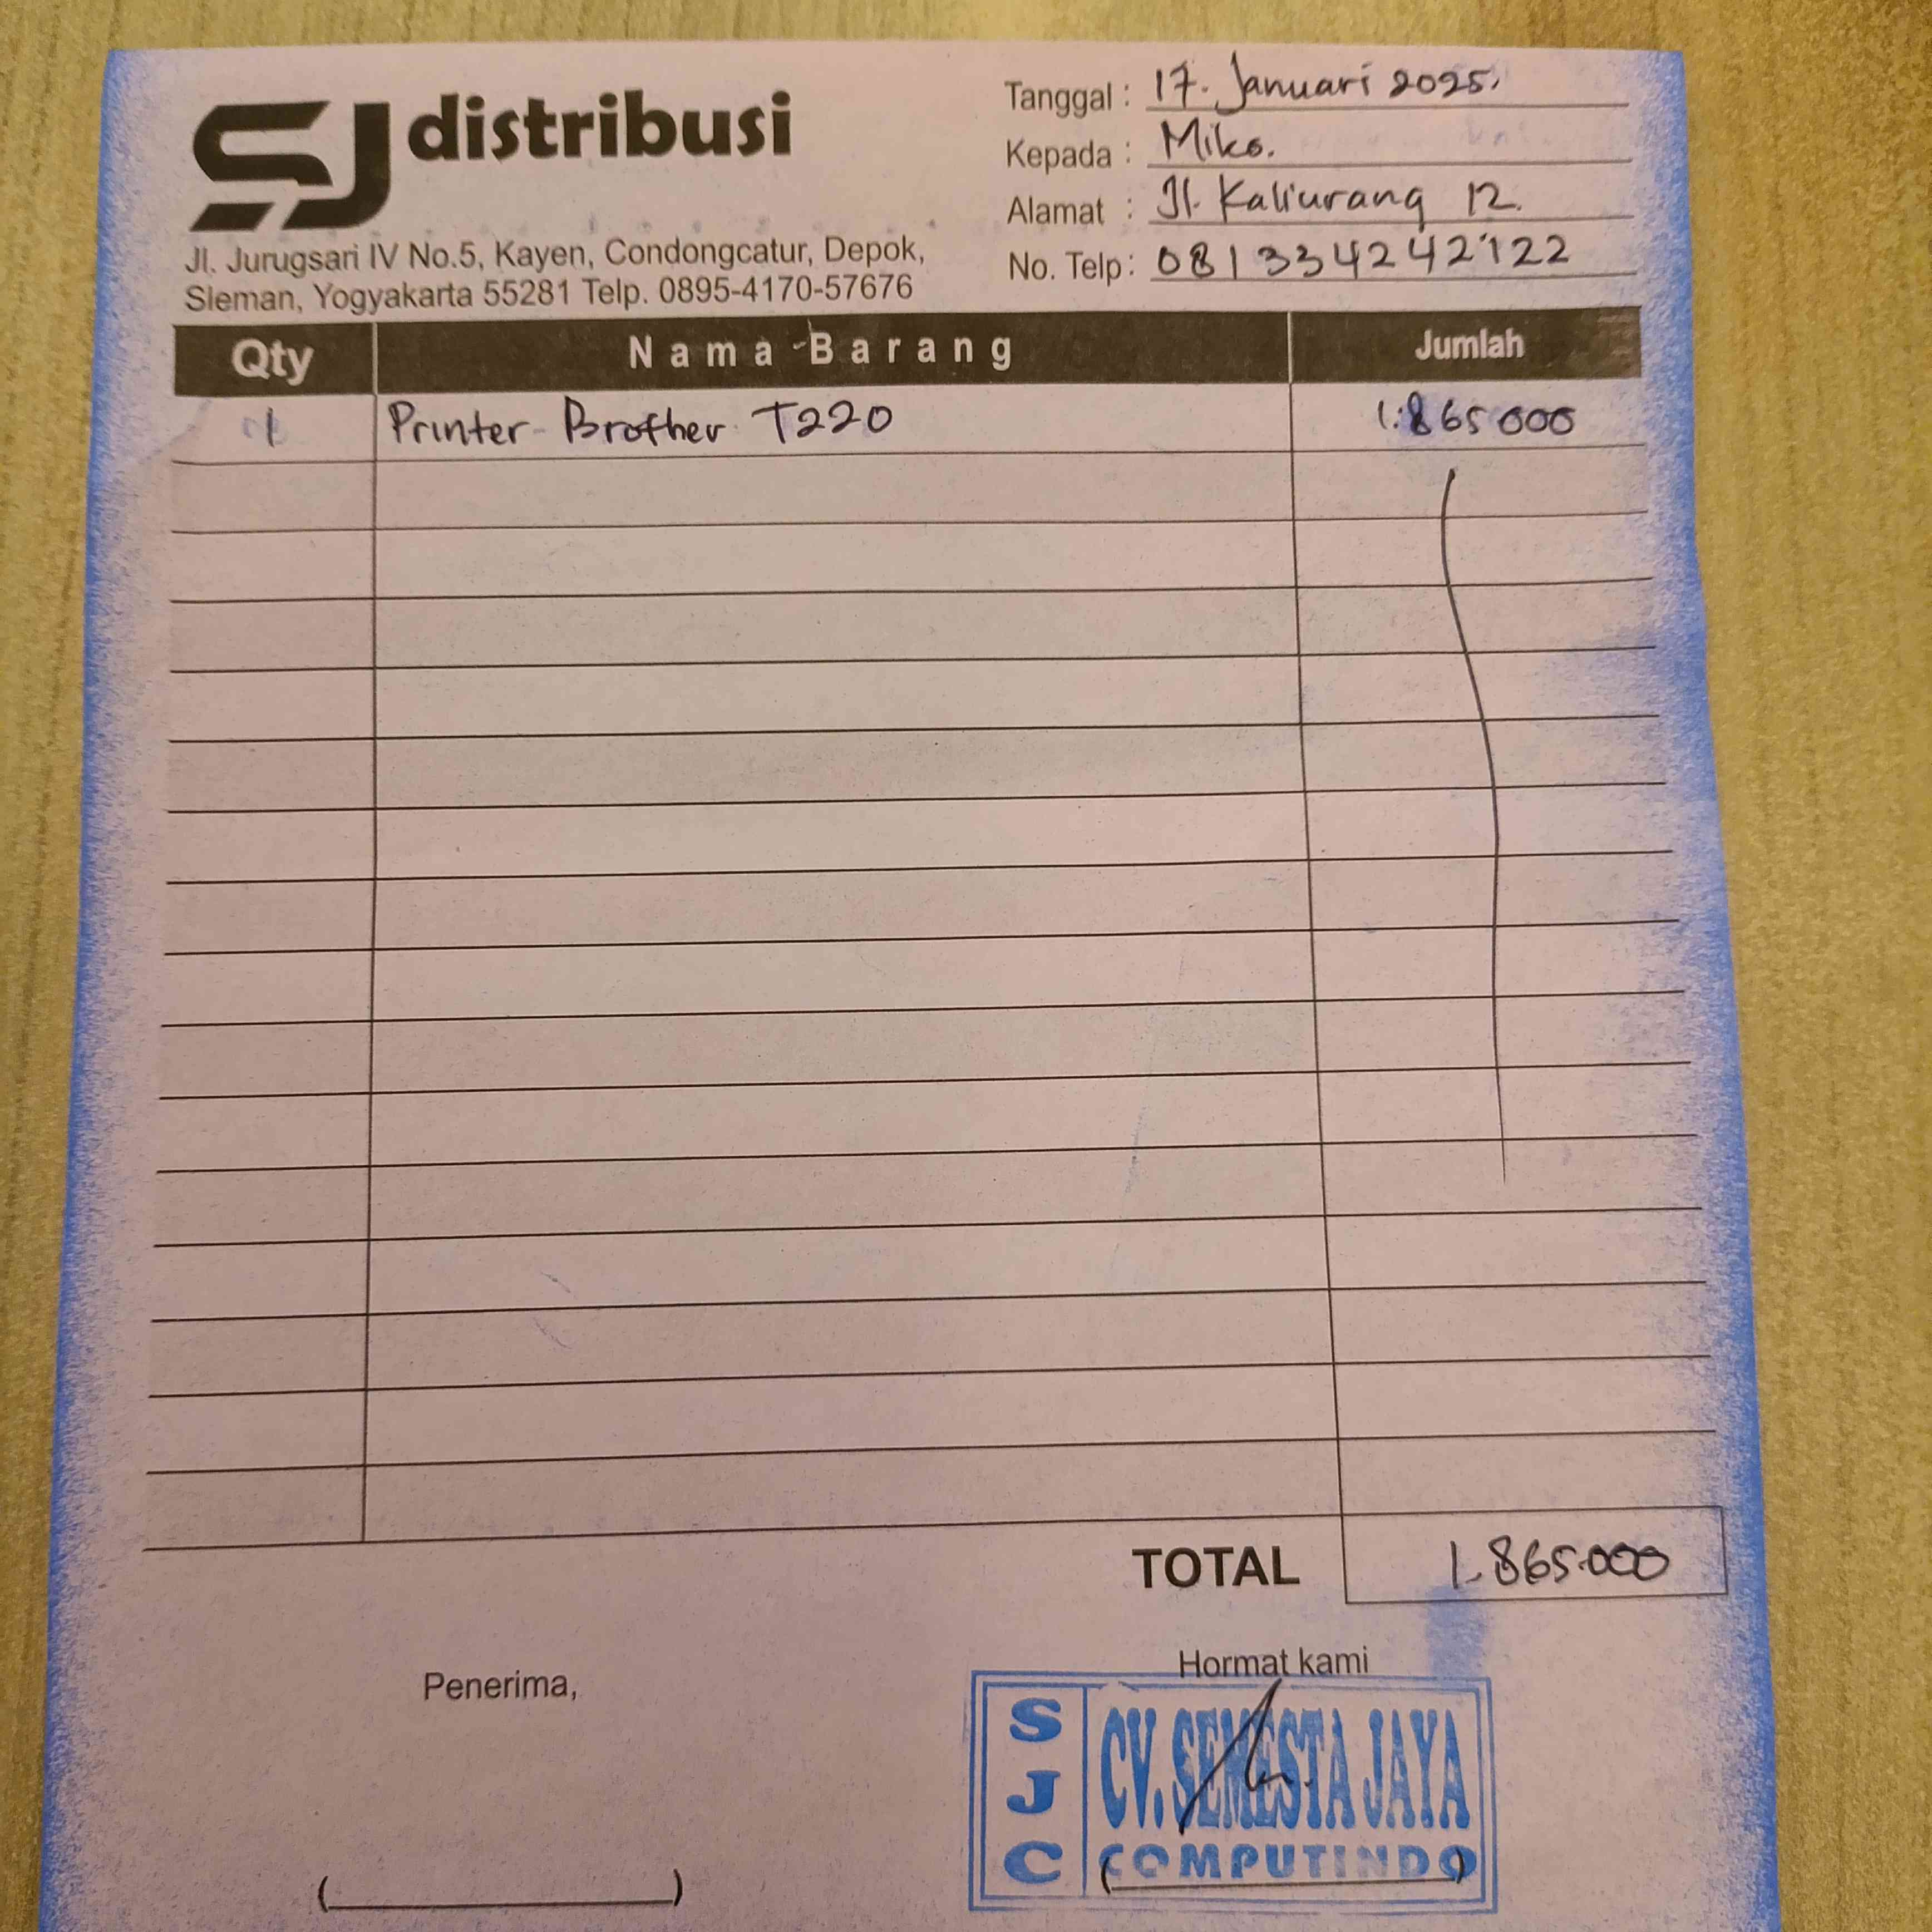 SJ distribusi
Jl. Jurugsari IV No.5, Kayen, Condongcatur, Depok,
Sleman, Yogyakarta 55281 Telp. 0895-4170-57676
Tanggal : 17. Januari 2025.
Kepada : Miko.
Alamat : Jl. Kaliurang 12.
No. Telp : 081334242122
Qty Nama Barang Jumlah
1 Printer Brother T220 1.865 000
TOTAL 1.865.000
Penerima,
Hormat kami
SJC
CV. SEMESTA JAYA
COMPUTINDO